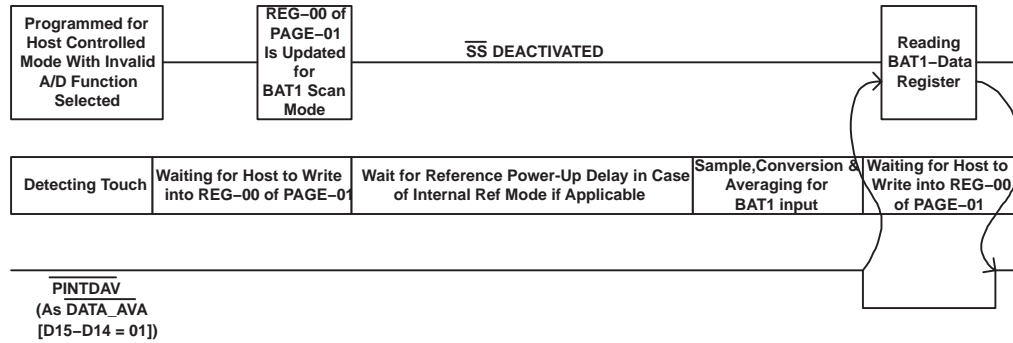 Programmed for
Host Controlled
Mode With Invalid
A/D Function
Selected
REG–00 of
PAGE–01
Is Updated
for
BAT1 Scan
Mode
SS DEACTIVATED
Reading
BAT1–Data
Register
Detecting Touch
Waiting for Host to Write
into REG–00 of PAGE–01
Wait for Reference Power-Up Delay in Case
of Internal Ref Mode if Applicable
Sample,Conversion &
Averaging for
BAT1 input
Waiting for Host to
Write into REG–00
of PAGE–01
PINTDAV
(As DATA_AVA
[D15–D14 = 01])